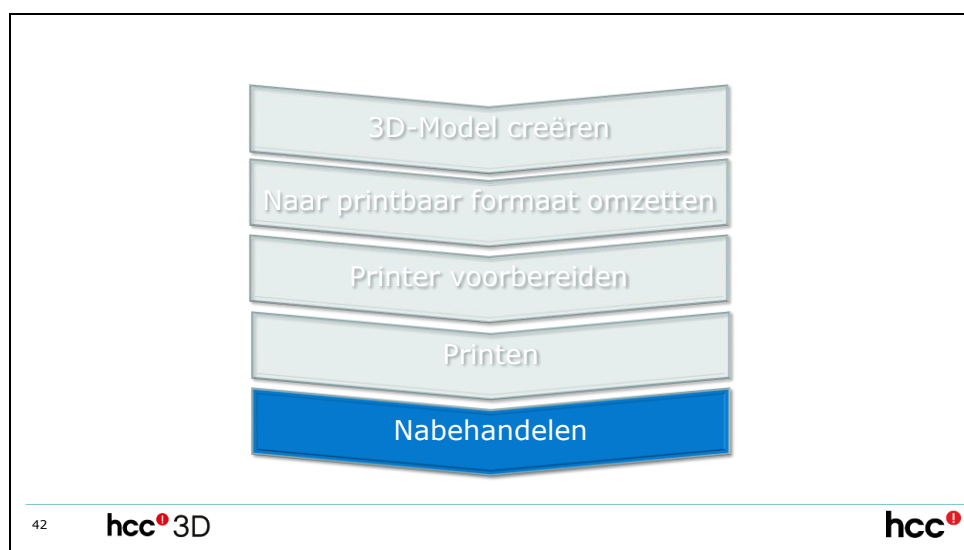 3D-Model creëren
Naar printbaar formaat omzetten
Printer voorbereiden
Printen
Nabehandelen
42 hcc! 3D hcc!